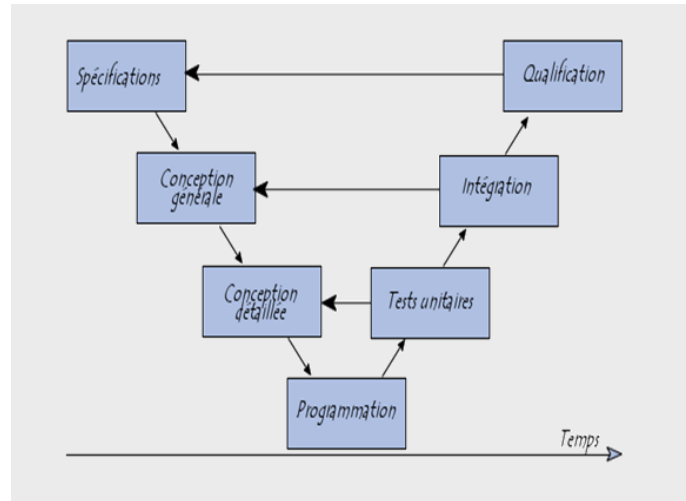 Spécifications
Qualification
Conception
générale
Intégration
Conception
détaillée
Tests unitaires
Programmation
Temps